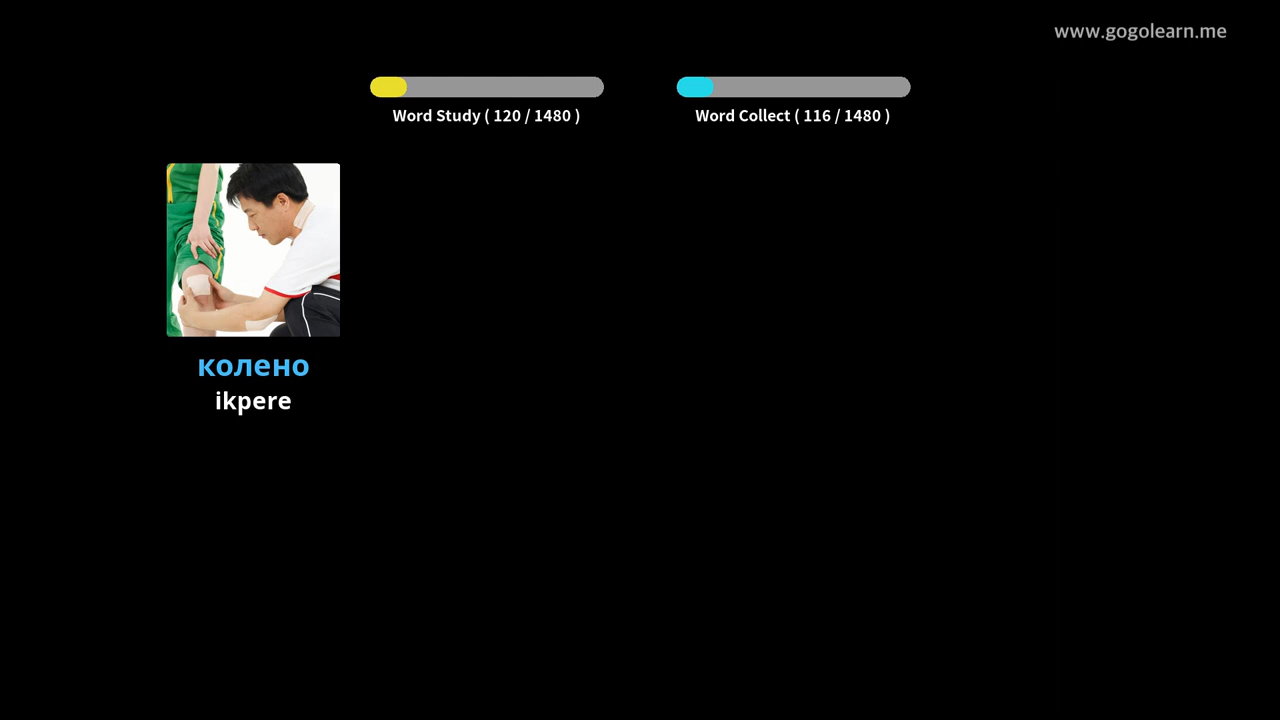 www.gogolearn.me
Word Study ( 120 / 1480 )
Word Collect ( 116 / 1480 )
колено
ikpere